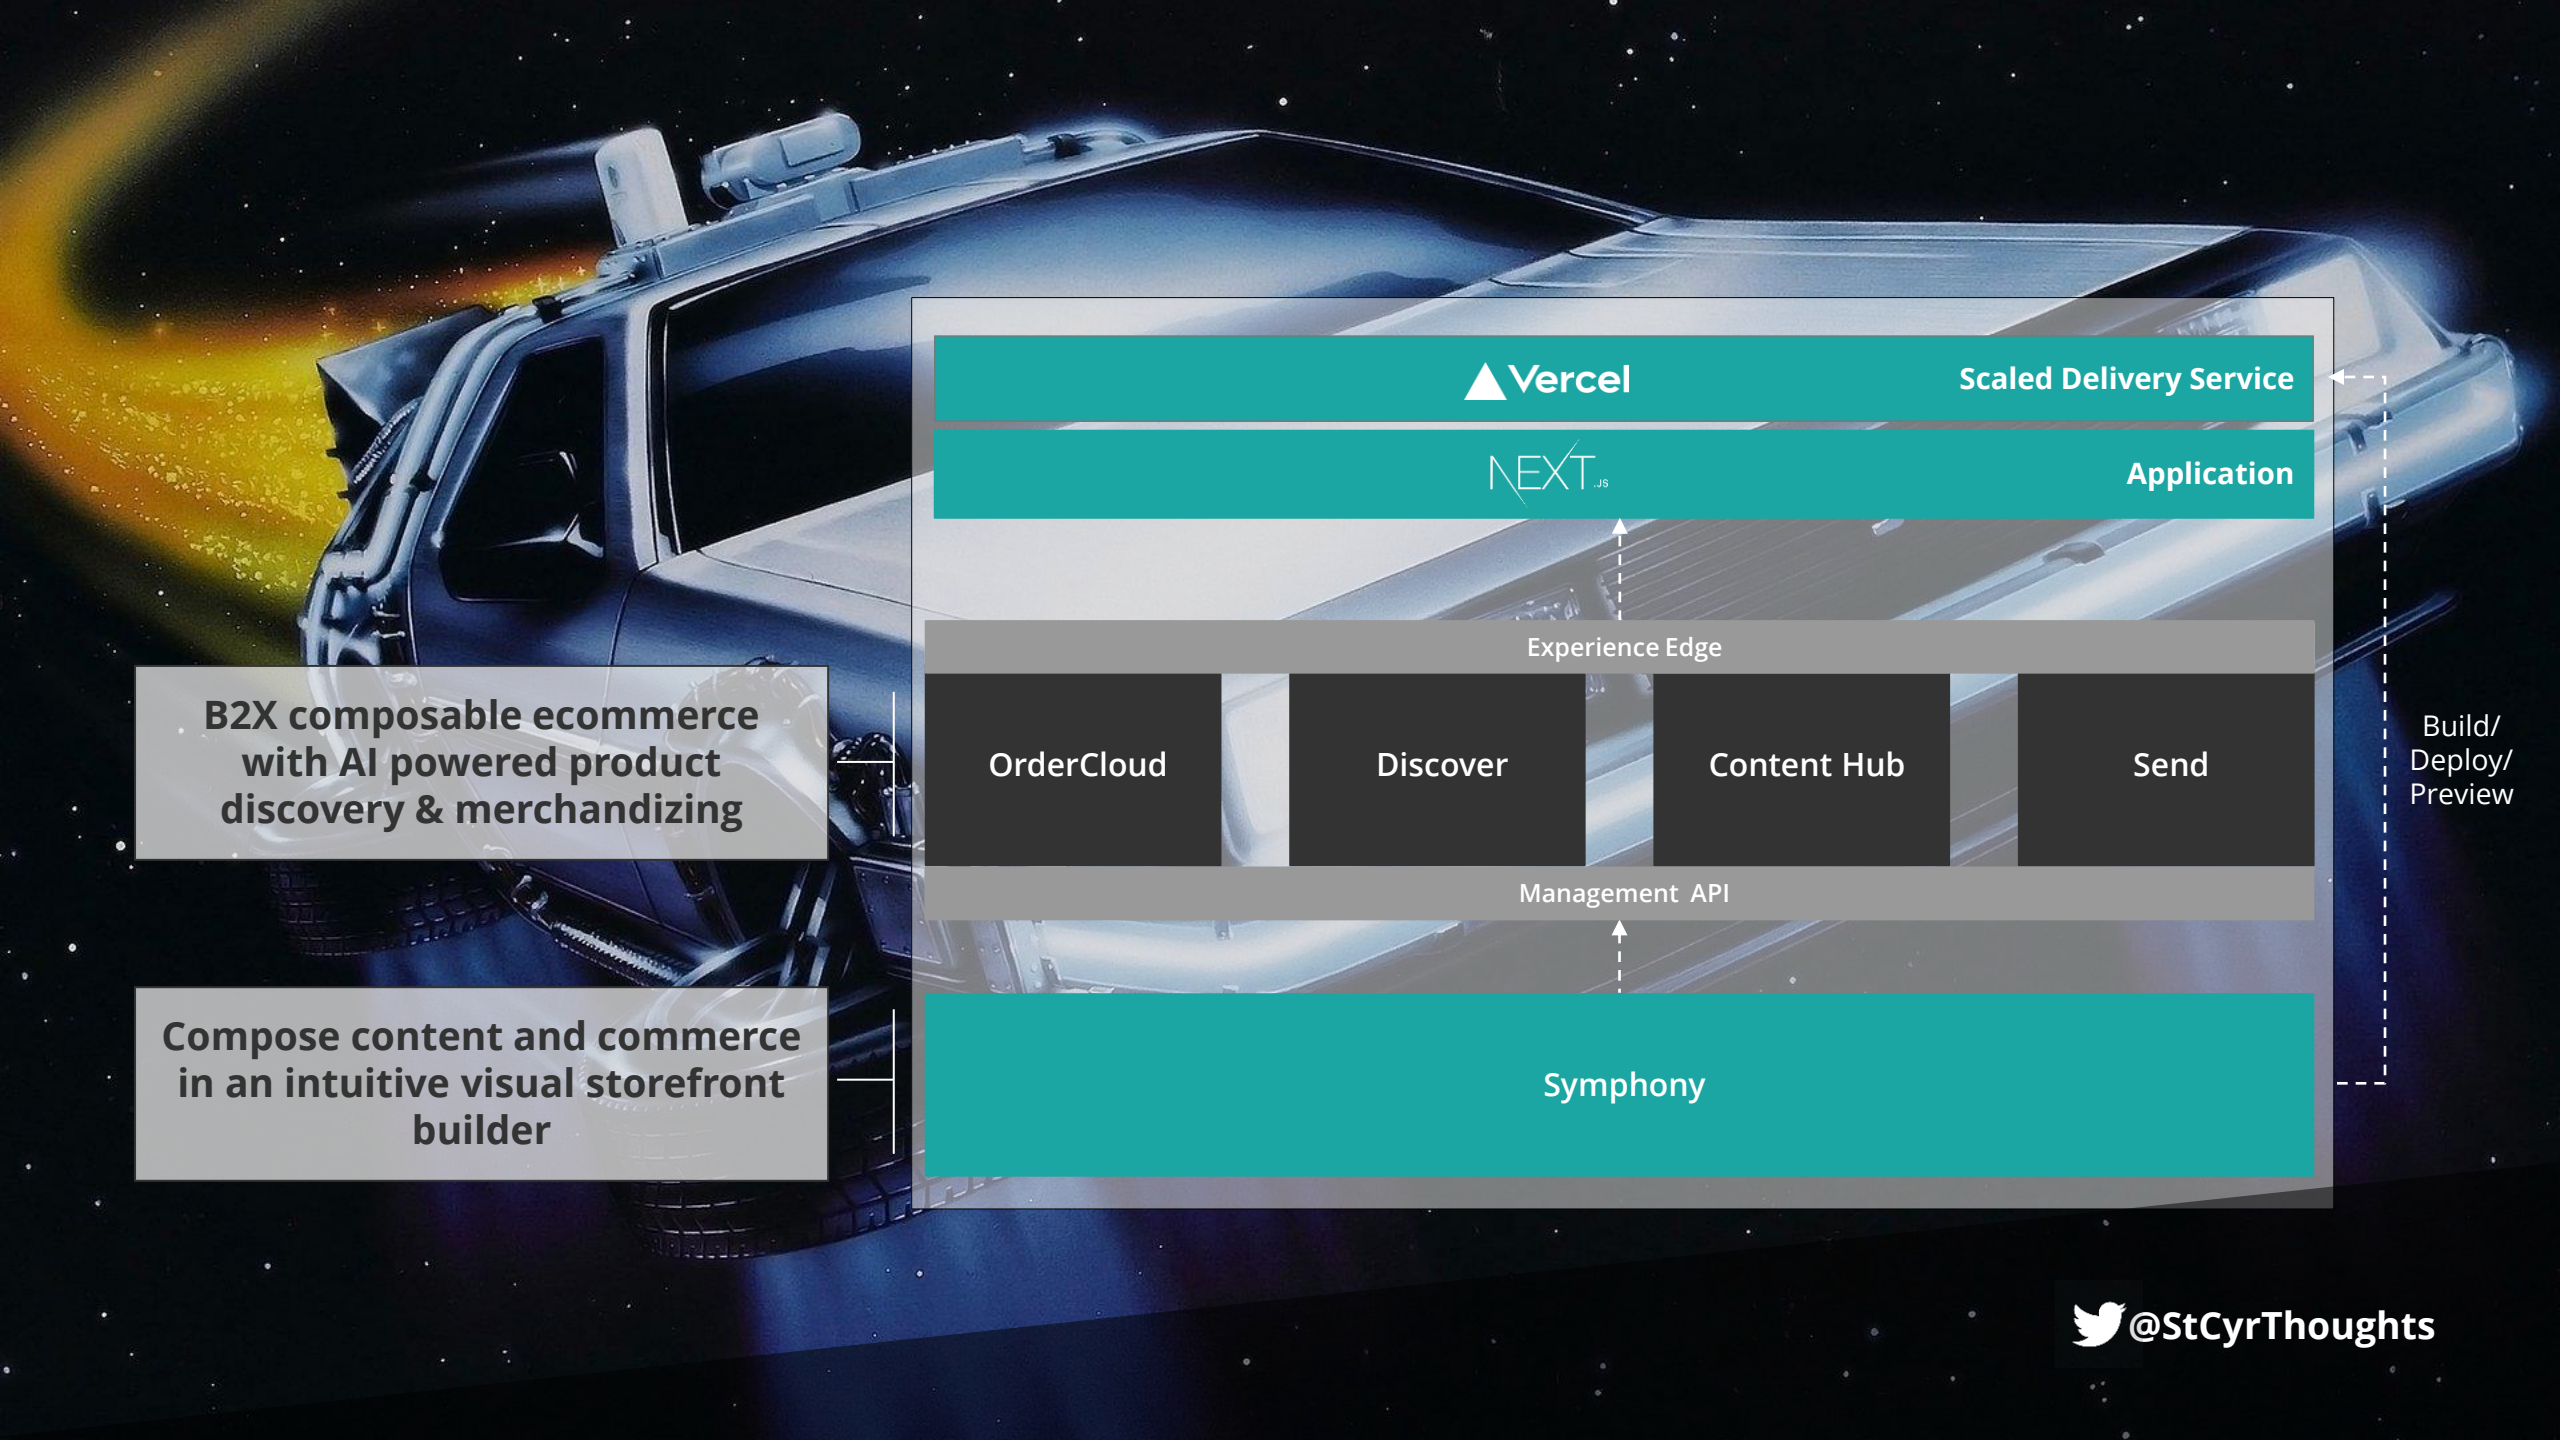 Vercel
Scaled Delivery Service
NEXT.JS
Application
Experience Edge
B2X composable ecommerce
with AI powered product
discovery & merchandizing
OrderCloud
Discover
Content Hub
Send
Build/
Deploy/
Preview
Management API
Compose content and commerce
in an intuitive visual storefront
builder
Symphony
@StCyrThoughts